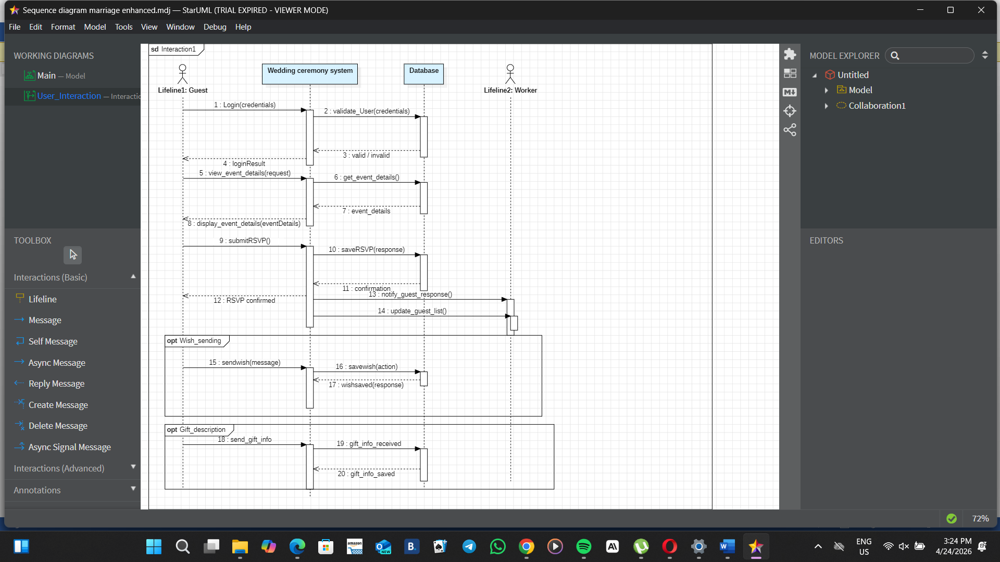 Sequence diagram marriage enhanced.mdj — StarUML (TRIAL EXPIRED - VIEWER MODE)
File Edit Format Model Tools View Window Debug Help
WORKING DIAGRAMS
Main — Model
User_Interaction — Interactic
TOOLBOX
Interactions (Basic)
Lifeline
Message
Self Message
Async Message
Reply Message
Create Message
Delete Message
Async Signal Message
Interactions (Advanced)
Annotations
sd Interaction1
Wedding ceremony system
Database
Lifeline1: Guest
Lifeline2: Worker
1 : Login(credentials)
2 : validate_User(credentials)
3 : valid / invalid
4 : loginResult
5 : view_event_details(request)
6 : get_event_details()
7 : event_details
8 : display_event_details(eventDetails)
9 : submitRSVP()
10 : saveRSVP(response)
11 : confirmation
13 : notify_guest_response()
12 : RSVP confirmed
14 : update_guest_list()
opt Wish_sending
15 : sendwish(message)
16 : savewish(action)
17 : wishsaved(response)
opt Gift_description
18 : send_gift_info
19 : gift_info_received
20 : gift_info_saved
MODEL EXPLORER
Untitled
Model
Collaboration1
EDITORS
72%
amazon
NEW
B.
ENG
US
3:24 PM
4/24/2026